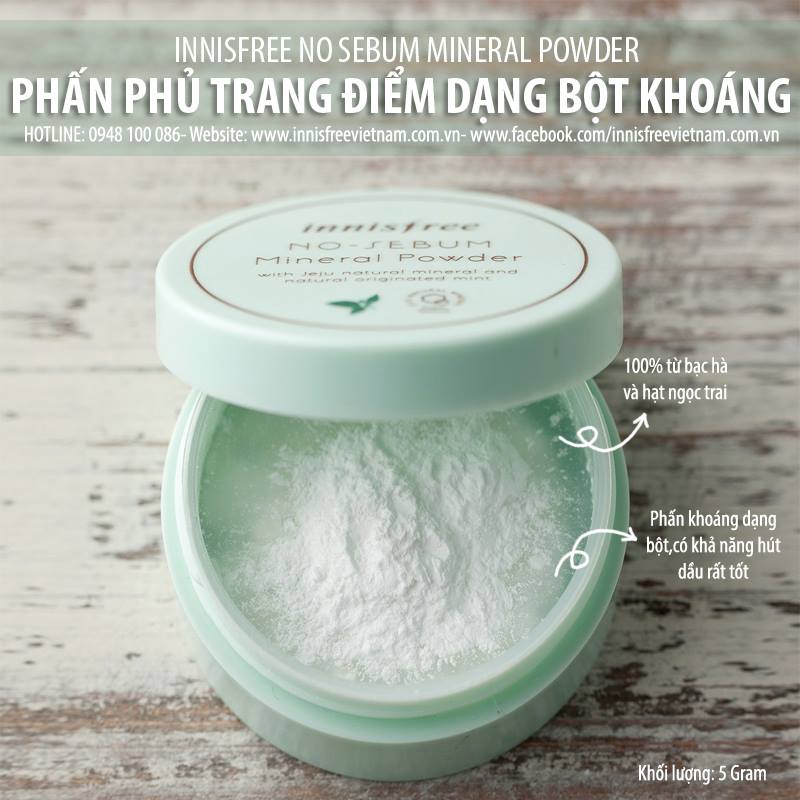 INNISFREE NO SEBUM MINERAL POWDER
PHẤN PHỦ TRANG ĐIỂM DẠNG BỘT KHOÁNG
HOTLINE: 0948 100 086- Website: www.innisfreevietnam.com.vn- www.facebook.com/innisfreevietnam.com.vn
innisfree
NO-SEBUM
Mineral Powder
with Jeju natural mineral and
natural originated mint
100% từ bạc hà
và hạt ngọc trai
Phấn khoáng dạng
bột,có khả năng hút
dầu rất tốt
Khối lượng: 5 Gram